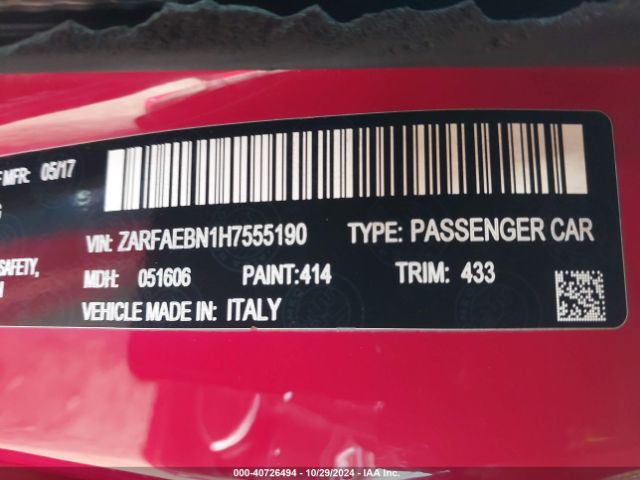 MFR: 05/17
VIN: ZARFAEBN1H7555190 TYPE: PASSENGER CAR
SAFETY,
MDH: 051606 PAINT:414 TRIM: 433
VEHICLE MADE IN: ITALY
000-40726494 - 10/29/2024 - IAA Inc.